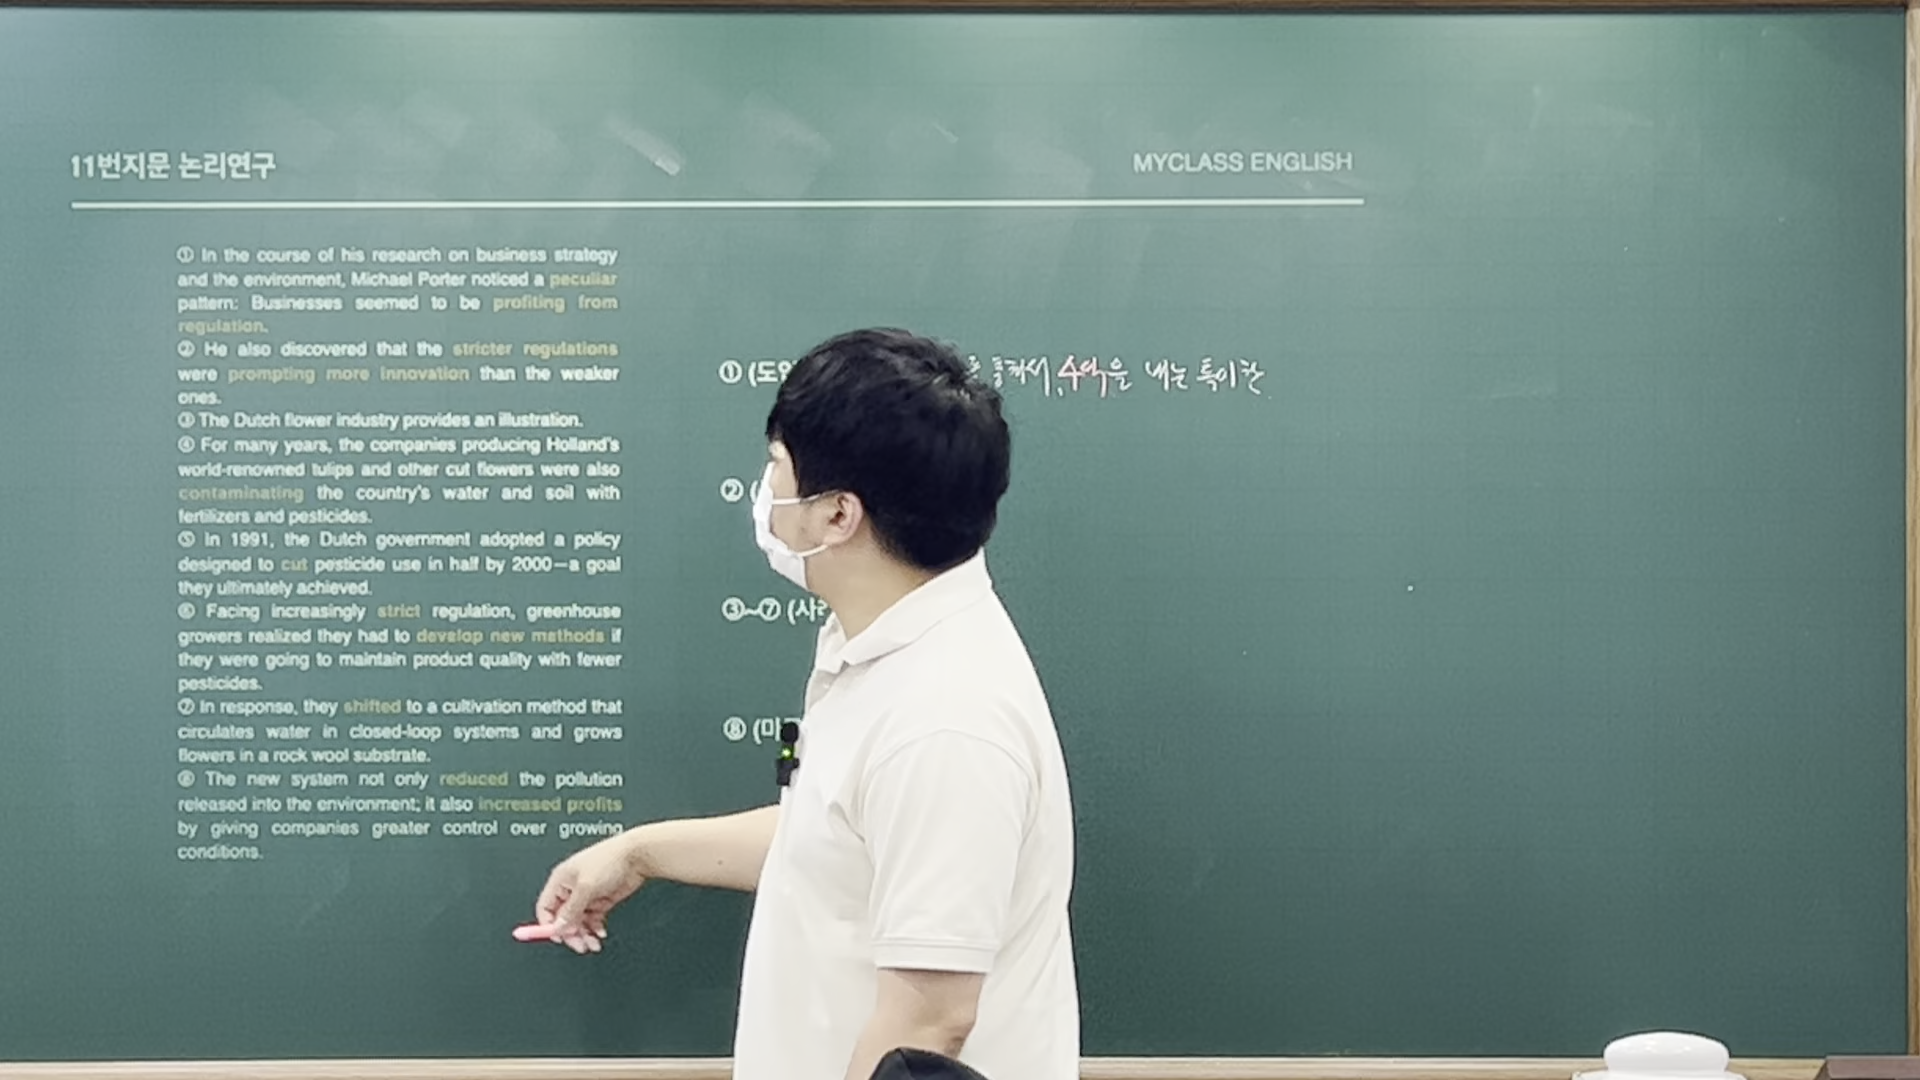 11번지문 논리연구
MYCLASS ENGLISH
① In the course of his research on business strategy
and the environment, Michael Porter noticed a peculiar
pattern: Businesses seemed to be profiting from
regulation.
② He also discovered that the stricter regulations
were prompting more innovation than the weaker
ones.
③ The Dutch flower industry provides an illustration.
④ For many years, the companies producing Holland's
world-renowned tulips and other cut flowers were also
contaminating the country's water and soil with
fertilizers and pesticides.
⑤ In 1991, the Dutch government adopted a policy
designed to cut pesticide use in half by 2000—a goal
they ultimately achieved.
⑥ Facing increasingly strict regulation, greenhouse
growers realized they had to develop new methods if
they were going to maintain product quality with fewer
pesticides.
⑦ In response, they shifted to a cultivation method that
circulates water in closed-loop systems and grows
flowers in a rock wool substrate.
⑧ The new system not only reduced the pollution
released into the environment; it also increased profits
by giving companies greater control over growing
conditions.
① (도입 통해서, 수익을 내는 특이한
② (
③~⑦ (사례
⑧ (마